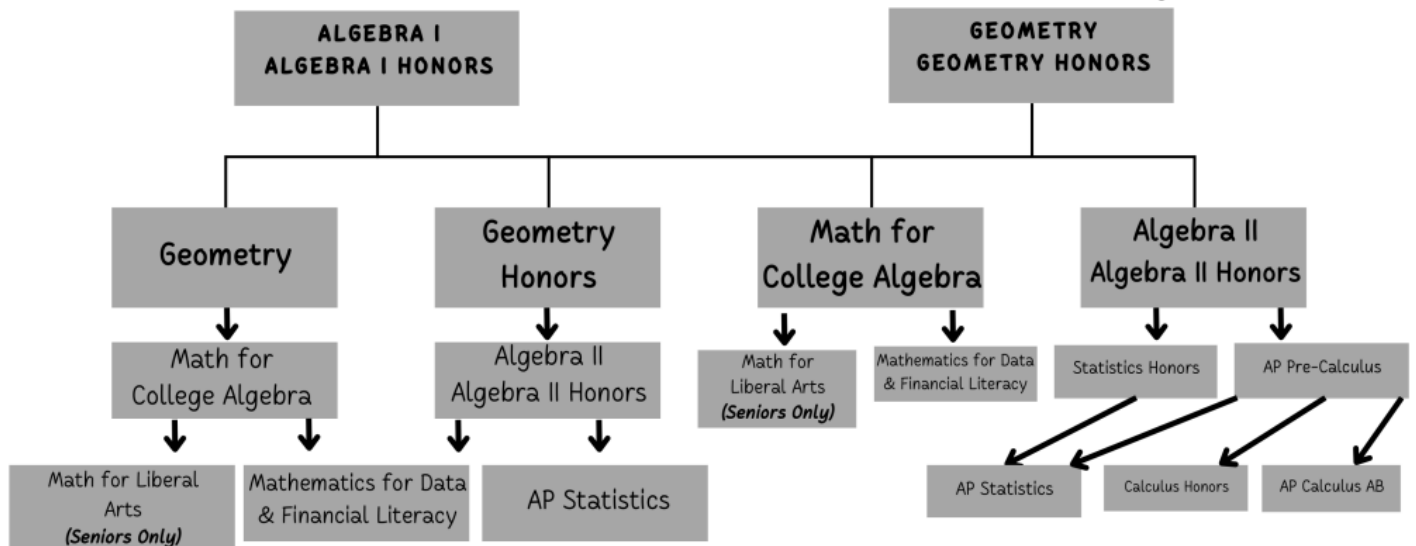 ALGEBRA I
ALGEBRA I HONORS
GEOMETRY
GEOMETRY HONORS
Geometry
Geometry
Honors
Math for
College Algebra
Algebra II
Algebra II Honors
Math for
College Algebra
Algebra II
Algebra II Honors
Math for
Liberal Arts
(Seniors Only)
Mathematics for Data
& Financial Literacy
Statistics Honors
AP Pre-Calculus
Math for Liberal
Arts
(Seniors Only)
Mathematics for Data
& Financial Literacy
AP Statistics
AP Statistics
Calculus Honors
AP Calculus AB